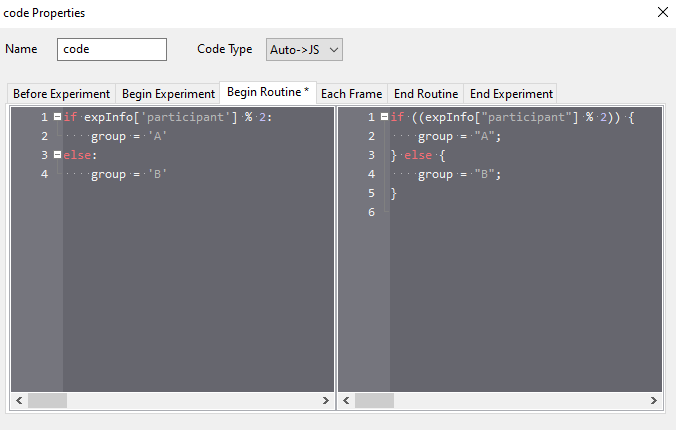 code Properties
Name code Code Type Auto->JS
Before Experiment Begin Experiment Begin Routine * Each Frame End Routine End Experiment
1 if expInfo['participant'] % 2:
2 group = 'A'
3 else:
4 group = 'B'
1 if ((expInfo["participant"] % 2)) {
2 group = "A";
3 } else {
4 group = "B";
5 }
6